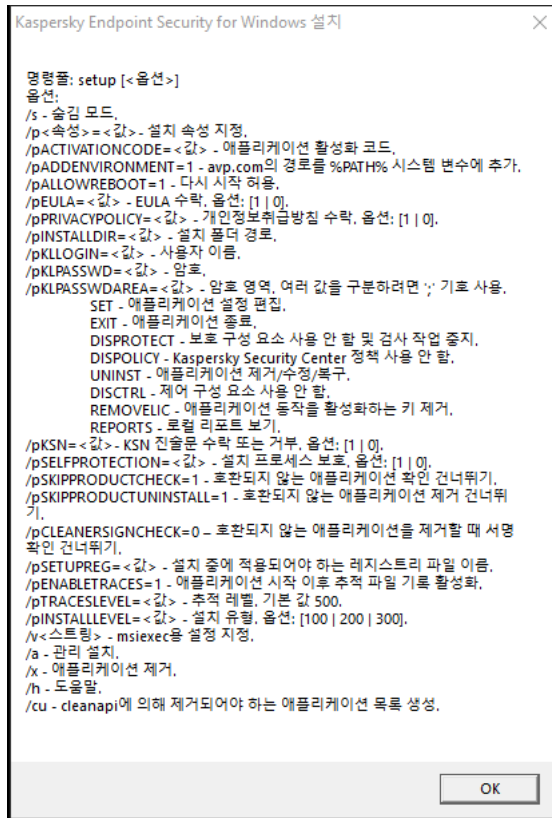 Kaspersky Endpoint Security for Windows 설치
명령풀: setup [<옵션>]
옵션:
/s - 숨김 모드.
/p<속성>=<값>- 설치 속성 지정.
/pACTIVATIONCODE=<값> - 애플리케이션 활성화 코드.
/pADDENVIRONMENT=1 - avp.com의 경로를 %PATH% 시스템 변수에 추가.
/pALLOWREBOOT=1 - 다시 시작 허용.
/pEULA=<값> - EULA 수락, 옵션: [1 | 0].
/pPRIVACYPOLICY=<값> - 개인정보취급방침 수락, 옵션: [1 | 0].
/pINSTALLDIR=<값> - 설치 폴더 경로.
/pKLLOGIN=<값> - 사용자 이름.
/pKLPASSWD=<값> - 암호.
/pKLPASSWDAREA=<값> - 암호 영역, 여러 값을 구분하려면 ';' 기호 사용.
SET - 애플리케이션 설정 편집.
EXIT - 애플리케이션 종료.
DISPROTECT - 보호 구성 요소 사용 안 함 및 검사 작업 중지.
DISPOLICY - Kaspersky Security Center 정책 사용 안 함.
UNINST - 애플리케이션 제거/수정/복구.
DISCTRL - 제어 구성 요소 사용 안 함.
REMOVELIC - 애플리케이션 동작을 활성화하는 키 제거.
REPORTS - 로컬 리포트 보기.
/pKSN=<값>- KSN 진술문 수락 또는 거부, 옵션: [1 | 0].
/pSELFPROTECTION=<값> - 설치 프로세스 보호, 옵션: [1 | 0].
/pSKIPPRODUCTCHECK=1 - 호환되지 않는 애플리케이션 확인 건너뛰기.
/pSKIPPRODUCTUNINSTALL=1 - 호환되지 않는 애플리케이션 제거 건너뛰
기.
/pCLEANERSIGNCHECK=0 – 호환되지 않는 애플리케이션을 제거할 때 서명
확인 건너뛰기.
/pSETUPREG=<값> - 설치 중에 적용되어야 하는 레지스트리 파일 이름.
/pENABLETRACES=1 - 애플리케이션 시작 이후 추적 파일 기록 활성화.
/pTRACESLEVEL=<값> - 추적 레벨. 기본 값 500.
/pINSTALLLEVEL=<값> - 설치 유형, 옵션: [100 | 200 | 300].
/v<스트링> - msiexec용 설정 지정.
/a - 관리 설치.
/x - 애플리케이션 제거.
/h - 도움말.
/cu - cleanapi에 의해 제거되어야 하는 애플리케이션 목록 생성.
OK